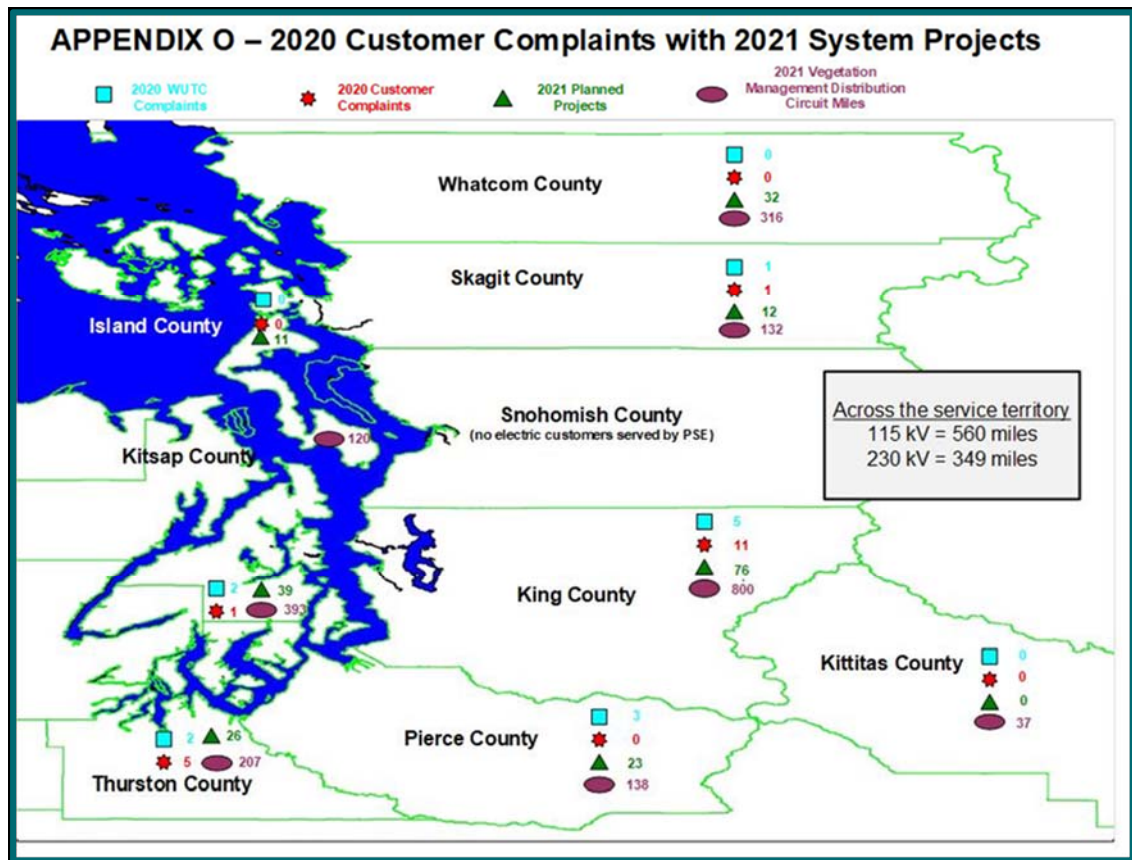 APPENDIX O – 2020 Customer Complaints with 2021 System Projects
2020 WUTC
Complaints
2020 Customer
Complaints
2021 Planned
Projects
2021 Vegetation
Management Distribution
Circuit Miles
Whatcom County
0
0
32
316
Skagit County
1
1
12
132
Island County
0
0
11
120
Snohomish County
(no electric customers served by PSE)
Across the service territory
115 kV = 560 miles
230 kV = 349 miles
Kitsap County
2
39
1
393
King County
5
11
76
800
Kittitas County
0
0
0
37
Pierce County
3
0
23
138
2
26
5
207
Thurston County